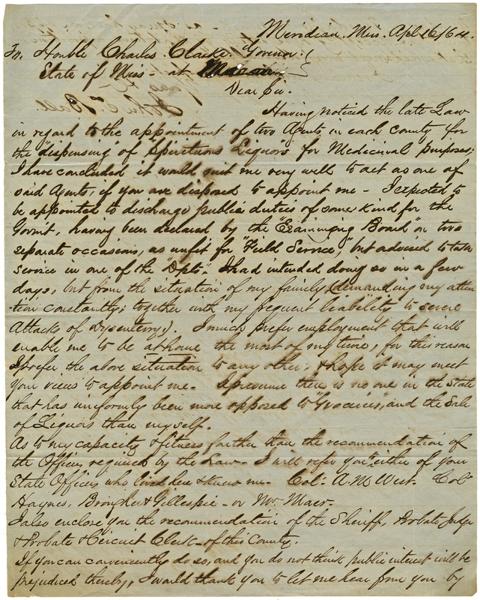 Meridian, Miss, Apl 26/64.
To, Honble Charles Clarke Govenor
State of Miss - at Macon
Dear Sir.
Having noticed the late Law
in regard to the appointment of two Agents in each County for
the "dispensing" of Spirituous Liquors for Medicinal purposes,
I have concluded it would suit me very well to act as one of
said Agents, if you are disposed to appoint me - I expected to
be appointed to discharge public duties of some kind for the
Govmt, having been declared by the "Examining Board" on two
separate occasions, as unfit for Field Service, but advised to take
service in one of the Dpts. I had intended doing so in a few
days, but from the situation of my family (demanding my atten-
tion constantly; together with my frequent liability to severe
Attacks of Dysentery). I much prefer employment that will
enable me to be at home the most of my time, for this reason
I prefer the above situation to any other, & hope it may meet
your views to appoint me. I presume there is no one in the State
that has uniformly been more opposed to "Groceries", and the Sale
of Liquors than myself.
As to my capacity & fitness farther than the recommendation of
the Officers required by the Law - I will refer you to either of your
State Officers who lived here & know me - Col: A. M. West. Cols
Haynes, Brougher & Gillespie - or Mr.
I also enclose you the recommendation of the Sheriff, Probate Judge
& Probate & Circuit Clerk - of this County.
If you can conveniently do so, and you do not think public interest will be
prejudiced thereby, I would thank you to let me hear from you by